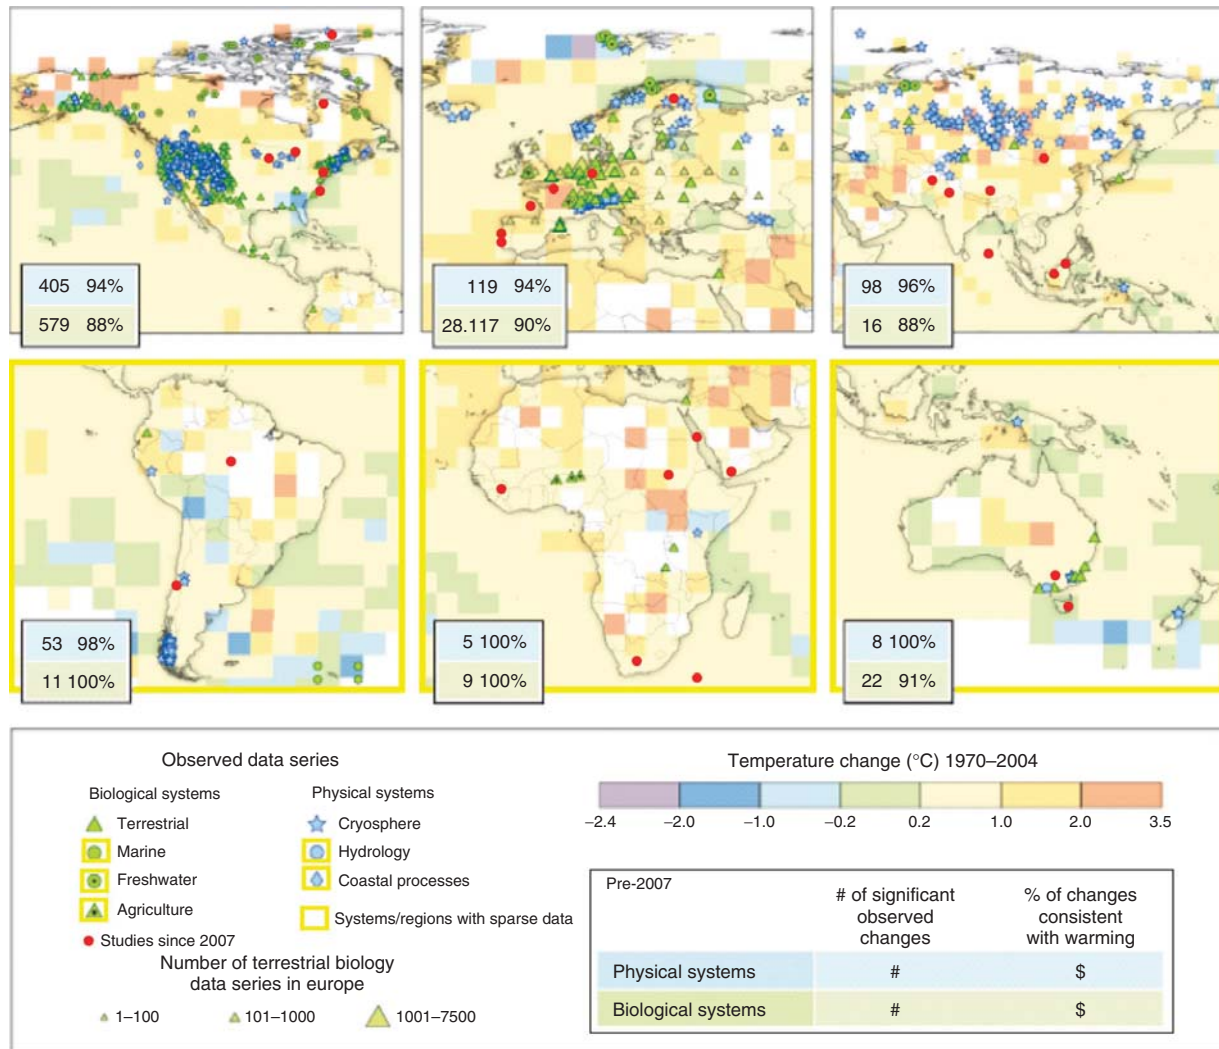 405 94%
579 88%
119 94%
28.117 90%
98 96%
16 88%
53 98%
11 100%
5 100%
9 100%
8 100%
22 91%
Observed data series
Biological systems
Terrestrial
Marine
Freshwater
Agriculture
Studies since 2007
Physical systems
Cryosphere
Hydrology
Coastal processes
Systems/regions with sparse data
Number of terrestrial biology
data series in europe
1–100 101–1000 1001–7500
Temperature change (°C) 1970–2004
–2.4 –2.0 –1.0 –0.2 0.2 1.0 2.0 3.5
Pre-2007
# of significant
observed
changes
% of changes
consistent
with warming
Physical systems # $
Biological systems # $